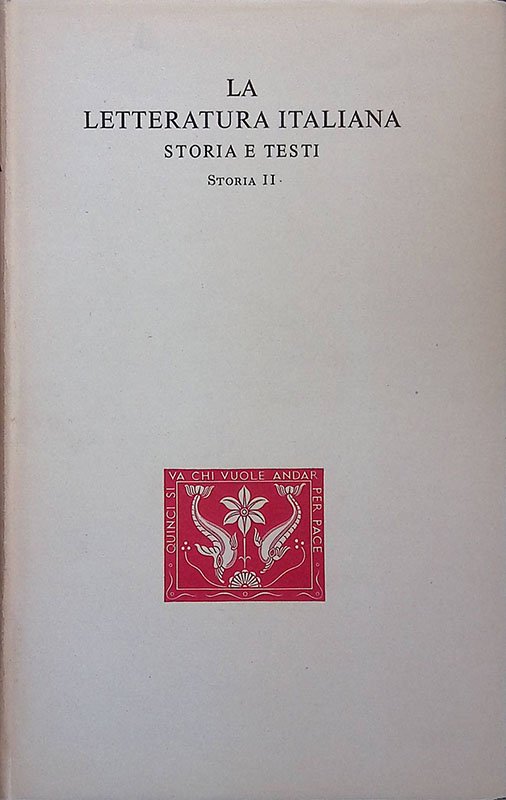 LA
LETTERATURA ITALIANA
STORIA E TESTI
STORIA II
QUINCI SI
VA CHI VUOLE ANDAR
PER PACE